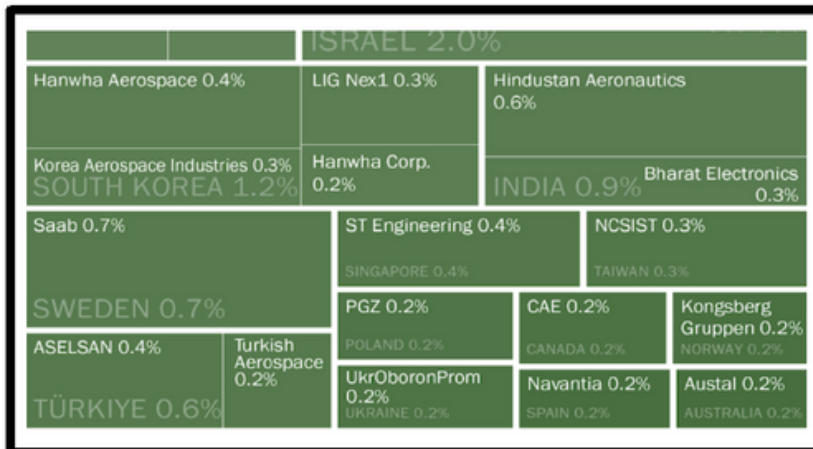 ISRAEL 2.0%
Hanwha Aerospace 0.4%
Korea Aerospace Industries 0.3%
SOUTH KOREA 1.2%
LIG Nex1 0.3%
Hanwha Corp.
0.2%
Hindustan Aeronautics
0.6%
INDIA 0.9%
Bharat Electronics
0.3%
Saab 0.7%
SWEDEN 0.7%
ST Engineering 0.4%
SINGAPORE 0.4%
NCSIST 0.3%
TAIWAN 0.3%
PGZ 0.2%
POLAND 0.2%
CAE 0.2%
CANADA 0.2%
Kongsberg
Gruppen 0.2%
NORWAY 0.2%
ASELSAN 0.4%
Turkish
Aerospace
0.2%
TÜRKIYE 0.6%
UkrOboronProm
0.2%
UKRAINE 0.2%
Navantia 0.2%
SPAIN 0.2%
Austal 0.2%
AUSTRALIA 0.2%